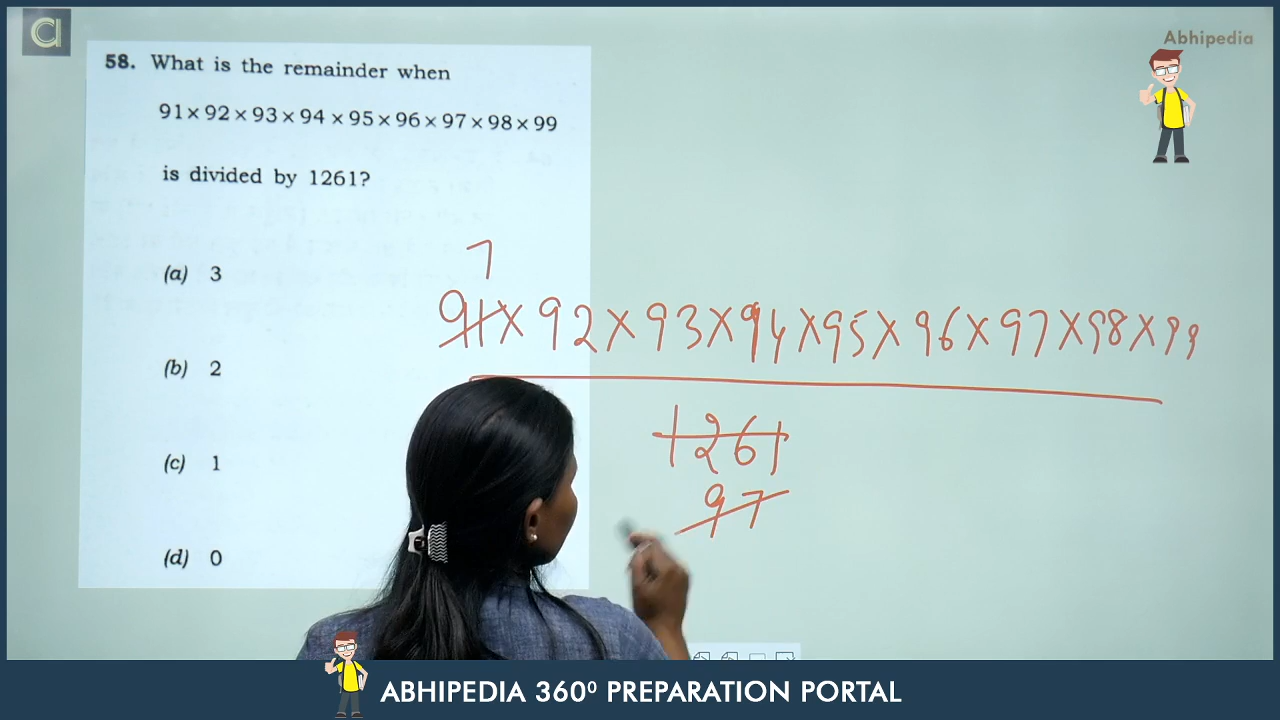 Abhipedia
58. What is the remainder when
91×92×93×94×95×96×97×98×99
is divided by 1261?
(a) 3
(b) 2
(c) 1
(d) 0
7
91×92×93×94×95×96×97×98×99
1261
97
ABHIPEDIA 360⁰ PREPARATION PORTAL